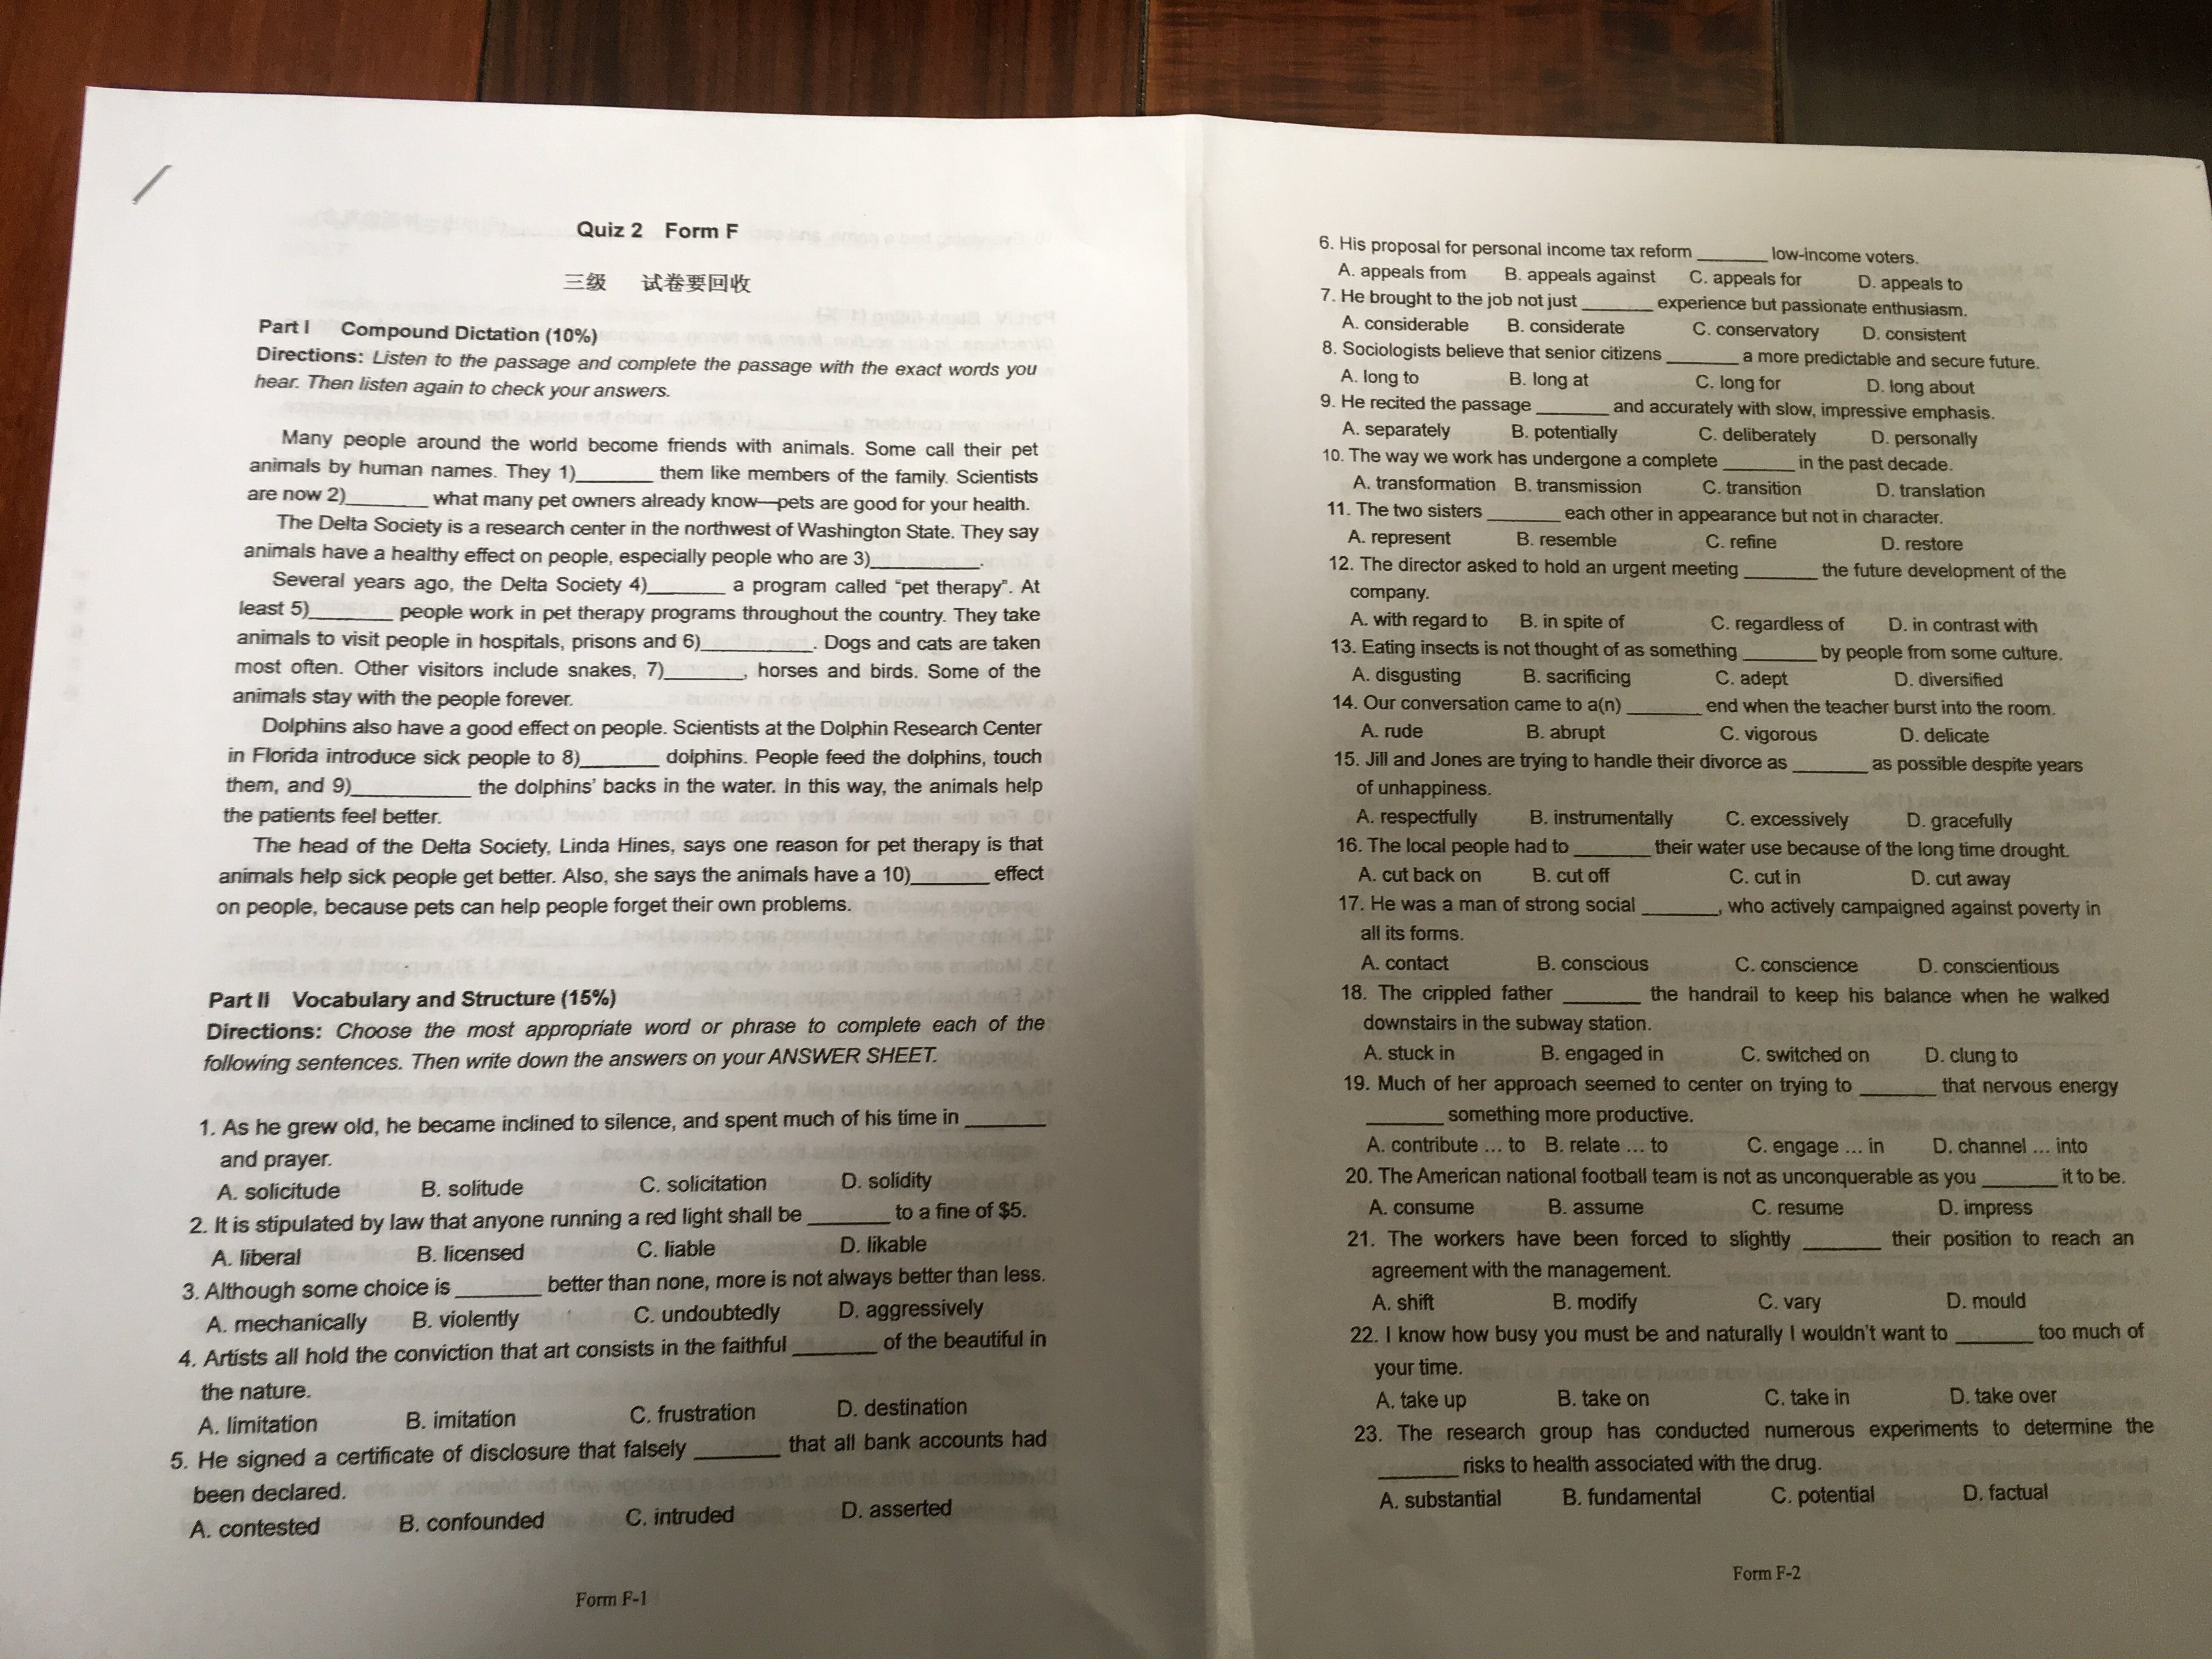 Quiz 2 Form F
三级 试卷要回收
Part I Compound Dictation (10%)
Directions: Listen to the passage and complete the passage with the exact words you
hear. Then listen again to check your answers.
Many people around the world become friends with animals. Some call their pet
animals by human names. They 1)_______ them like members of the family. Scientists
are now 2)_______ what many pet owners already know—pets are good for your health.
The Delta Society is a research center in the northwest of Washington State. They say
animals have a healthy effect on people, especially people who are 3)__________.
Several years ago, the Delta Society 4)_______ a program called “pet therapy”. At
least 5)_______ people work in pet therapy programs throughout the country. They take
animals to visit people in hospitals, prisons and 6)__________. Dogs and cats are taken
most often. Other visitors include snakes, 7)_______, horses and birds. Some of the
animals stay with the people forever.
Dolphins also have a good effect on people. Scientists at the Dolphin Research Center
in Florida introduce sick people to 8)_______ dolphins. People feed the dolphins, touch
them, and 9)__________ the dolphins’ backs in the water. In this way, the animals help
the patients feel better.
The head of the Delta Society, Linda Hines, says one reason for pet therapy is that
animals help sick people get better. Also, she says the animals have a 10)_______ effect
on people, because pets can help people forget their own problems.
Part II Vocabulary and Structure (15%)
Directions: Choose the most appropriate word or phrase to complete each of the
following sentences. Then write down the answers on your ANSWER SHEET.
1. As he grew old, he became inclined to silence, and spent much of his time in _______
and prayer.
A. solicitude B. solitude C. solicitation D. solidity
2. It is stipulated by law that anyone running a red light shall be _______ to a fine of $5.
A. liberal B. licensed C. liable D. likable
3. Although some choice is _______ better than none, more is not always better than less.
A. mechanically B. violently C. undoubtedly D. aggressively
4. Artists all hold the conviction that art consists in the faithful _______ of the beautiful in
the nature.
A. limitation B. imitation C. frustration D. destination
5. He signed a certificate of disclosure that falsely _______ that all bank accounts had
been declared.
A. contested B. confounded C. intruded D. asserted
Form F-1
6. His proposal for personal income tax reform _______ low-income voters.
A. appeals from B. appeals against C. appeals for D. appeals to
7. He brought to the job not just _______ experience but passionate enthusiasm.
A. considerable B. considerate C. conservatory D. consistent
8. Sociologists believe that senior citizens _______ a more predictable and secure future.
A. long to B. long at C. long for D. long about
9. He recited the passage _______ and accurately with slow, impressive emphasis.
A. separately B. potentially C. deliberately D. personally
10. The way we work has undergone a complete _______ in the past decade.
A. transformation B. transmission C. transition D. translation
11. The two sisters _______ each other in appearance but not in character.
A. represent B. resemble C. refine D. restore
12. The director asked to hold an urgent meeting _______ the future development of the
company.
A. with regard to B. in spite of C. regardless of D. in contrast with
13. Eating insects is not thought of as something _______ by people from some culture.
A. disgusting B. sacrificing C. adept D. diversified
14. Our conversation came to a(n) _______ end when the teacher burst into the room.
A. rude B. abrupt C. vigorous D. delicate
15. Jill and Jones are trying to handle their divorce as _______ as possible despite years
of unhappiness.
A. respectfully B. instrumentally C. excessively D. gracefully
16. The local people had to _______ their water use because of the long time drought.
A. cut back on B. cut off C. cut in D. cut away
17. He was a man of strong social _______, who actively campaigned against poverty in
all its forms.
A. contact B. conscious C. conscience D. conscientious
18. The crippled father _______ the handrail to keep his balance when he walked
downstairs in the subway station.
A. stuck in B. engaged in C. switched on D. clung to
19. Much of her approach seemed to center on trying to _______ that nervous energy
_______ something more productive.
A. contribute ... to B. relate ... to C. engage ... in D. channel ... into
20. The American national football team is not as unconquerable as you _______ it to be.
A. consume B. assume C. resume D. impress
21. The workers have been forced to slightly _______ their position to reach an
agreement with the management.
A. shift B. modify C. vary D. mould
22. I know how busy you must be and naturally I wouldn't want to _______ too much of
your time.
A. take up B. take on C. take in D. take over
23. The research group has conducted numerous experiments to determine the
_______ risks to health associated with the drug.
A. substantial B. fundamental C. potential D. factual
Form F-2